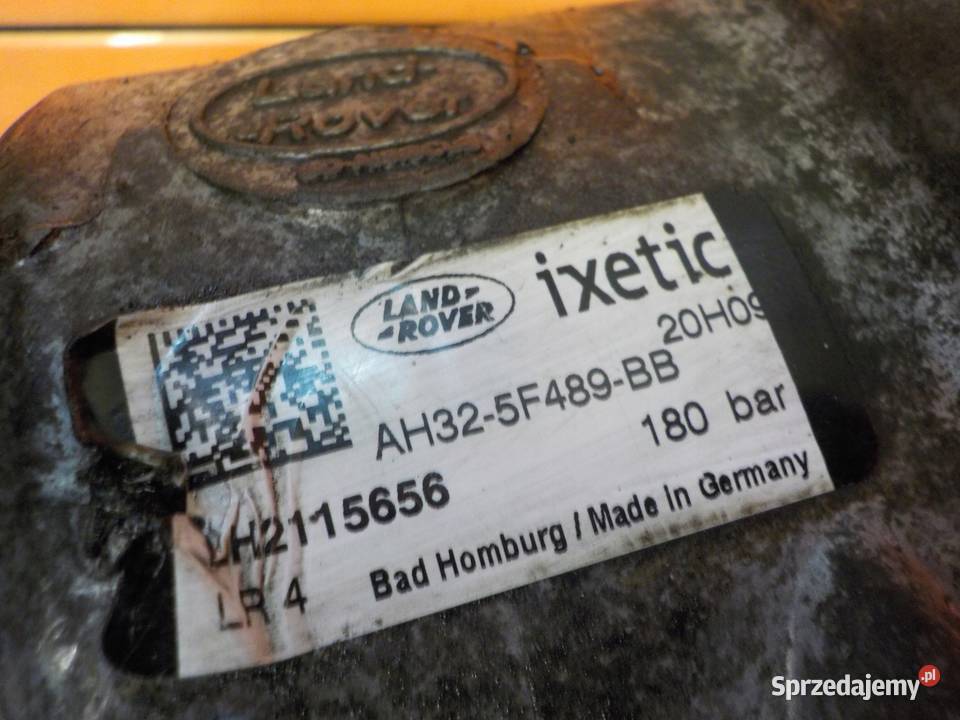 Land-
-ROVER
LAND-
-ROVER
ixetic
20H09
AH32-5F489-BB
180 bar
LH2115656
LR 4
Bad Homburg / Made in Germany
Sprzedajemy.pl